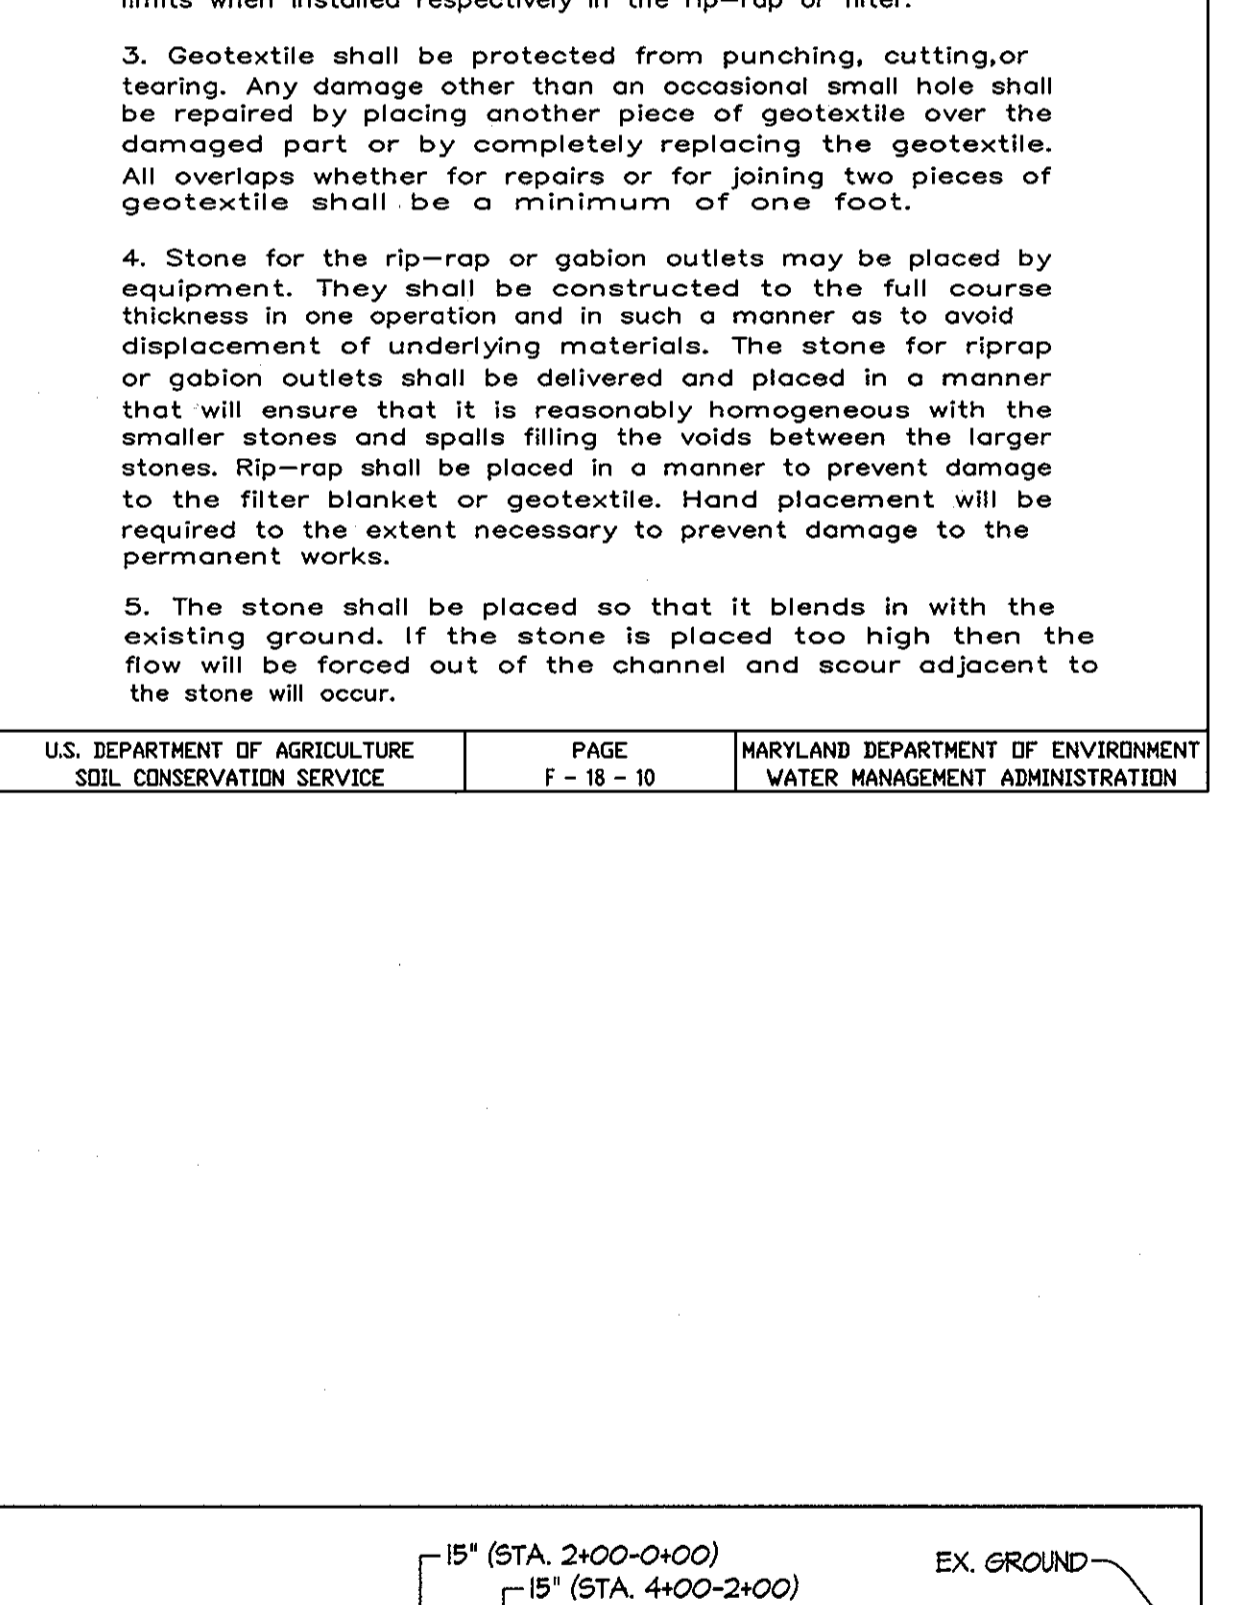 limits when installed respectively in the rip-rap or filter.
3. Geotextile shall be protected from punching, cutting,or
tearing. Any damage other than an occasional small hole shall
be repaired by placing another piece of geotextile over the
damaged part or by completely replacing the geotextile.
All overlaps whether for repairs or for joining two pieces of
geotextile shall be a minimum of one foot.
4. Stone for the rip-rap or gabion outlets may be placed by
equipment. They shall be constructed to the full course
thickness in one operation and in such a manner as to avoid
displacement of underlying materials. The stone for riprap
or gabion outlets shall be delivered and placed in a manner
that will ensure that it is reasonably homogeneous with the
smaller stones and spalls filling the voids between the larger
stones. Rip-rap shall be placed in a manner to prevent damage
to the filter blanket or geotextile. Hand placement will be
required to the extent necessary to prevent damage to the
permanent works.
5. The stone shall be placed so that it blends in with the
existing ground. If the stone is placed too high then the
flow will be forced out of the channel and scour adjacent to
the stone will occur.
U.S. DEPARTMENT OF AGRICULTURE
SOIL CONSERVATION SERVICE
PAGE
F - 18 - 10
MARYLAND DEPARTMENT OF ENVIRONMENT
WATER MANAGEMENT ADMINISTRATION
15" (STA. 2+00-0+00)
15" (STA. 4+00-2+00)
EX. GROUND